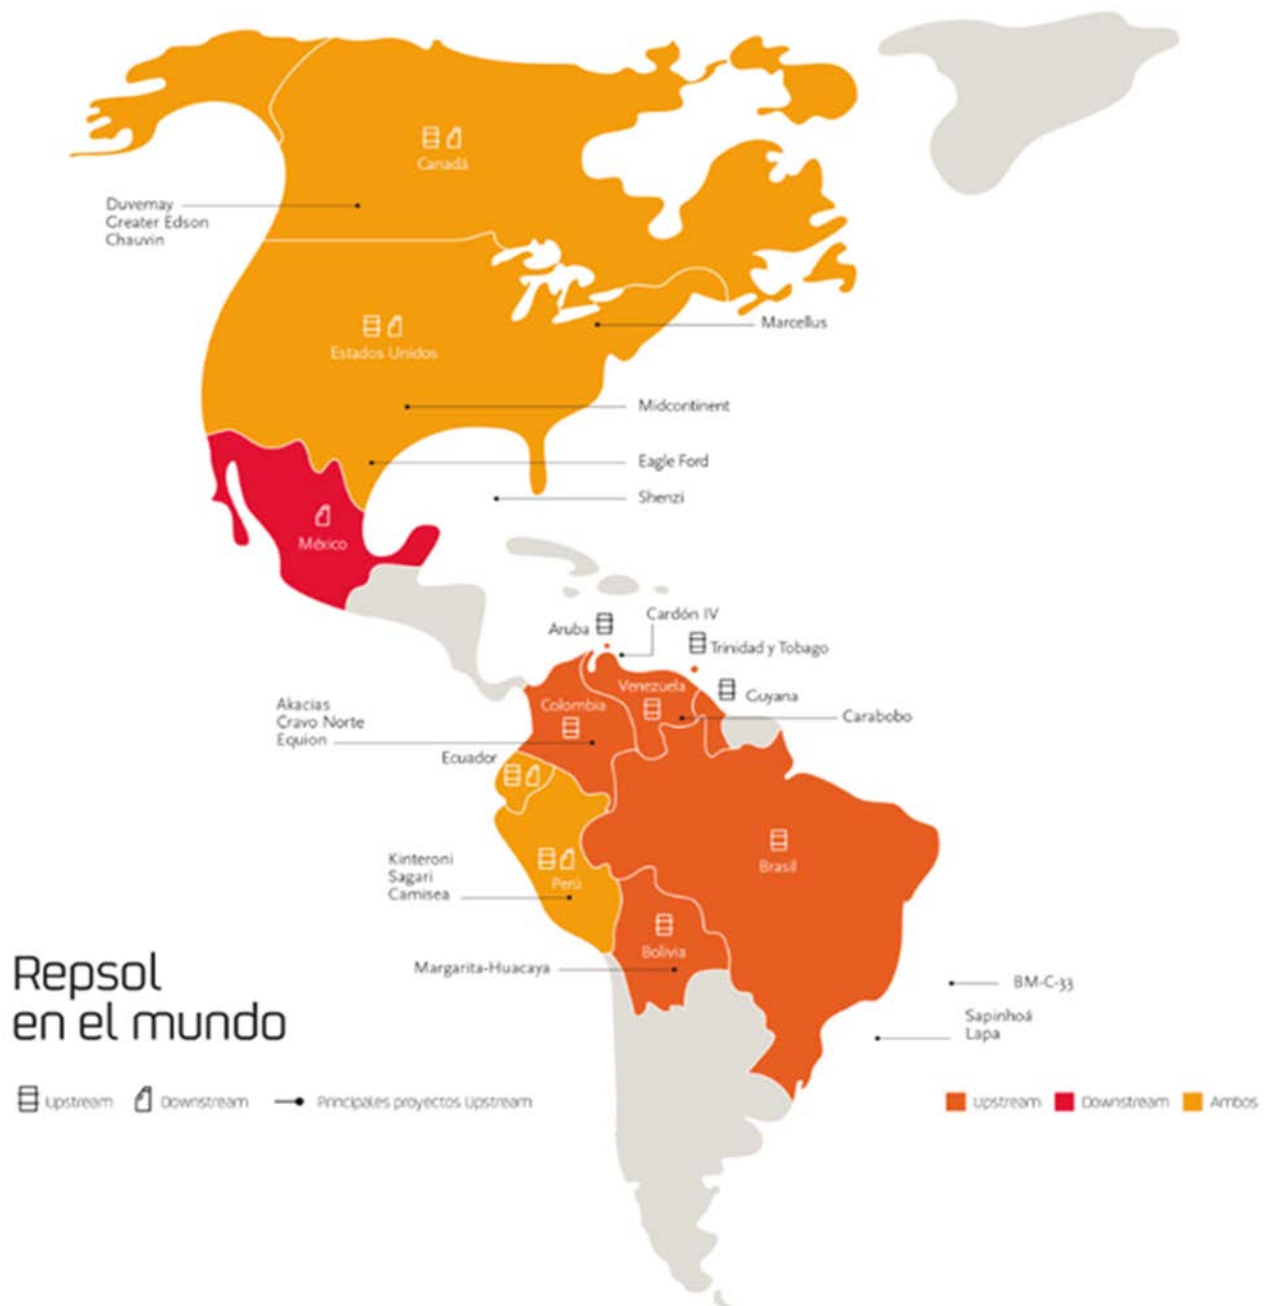 Canadá
Duvernay
Greater Edson
Chauvin
Marcellus
Estados Unidos
Midcontinent
Eagle Ford
Shenzi
México
Aruba
Cardón IV
Trinidad y Tobago
Venezuela
Guyana
Colombia
Carabobo
Akacias
Cravo Norte
Equion
Ecuador
Brasil
Kinteroni
Sagari
Camisea
Perú
Bolivia
Margarita-Huacaya
BM-C-33
Sapinhoá
Lapa
Repsol
en el mundo
Upstream Downstream Principales proyectos Upstream
Upstream Downstream Ambos